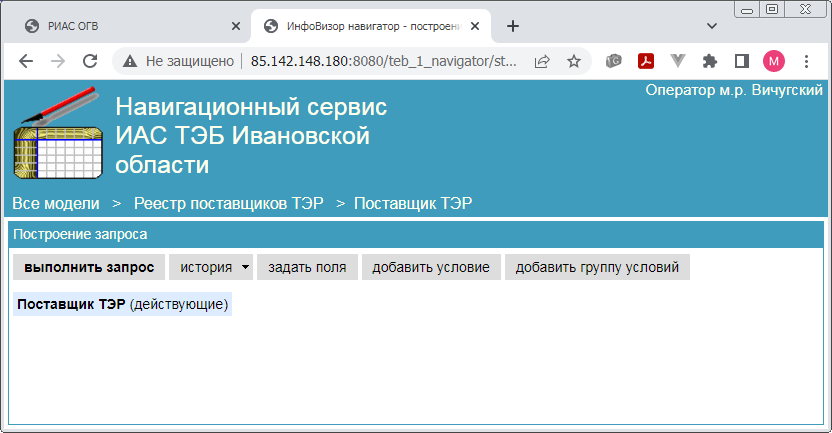 РИАС ОГВ
ИнфоВизор навигатор - построен
Не защищено 85.142.148.180:8080/teb_1_navigator/st...
M
Оператор м.р. Вичугский
Навигационный сервис
ИАС ТЭБ Ивановской
области
Все модели > Реестр поставщиков ТЭР > Поставщик ТЭР
Построение запроса
выполнить запрос история задать поля добавить условие добавить группу условий
Поставщик ТЭР (действующие)